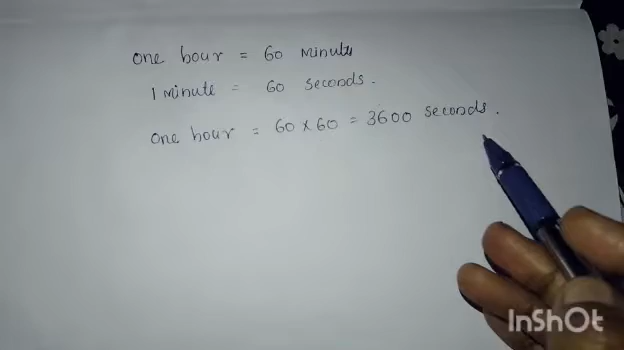 one hour = 60 minute
1 minute = 60 seconds.
one hour = 60 x 60 = 3600 seconds.
InShOt